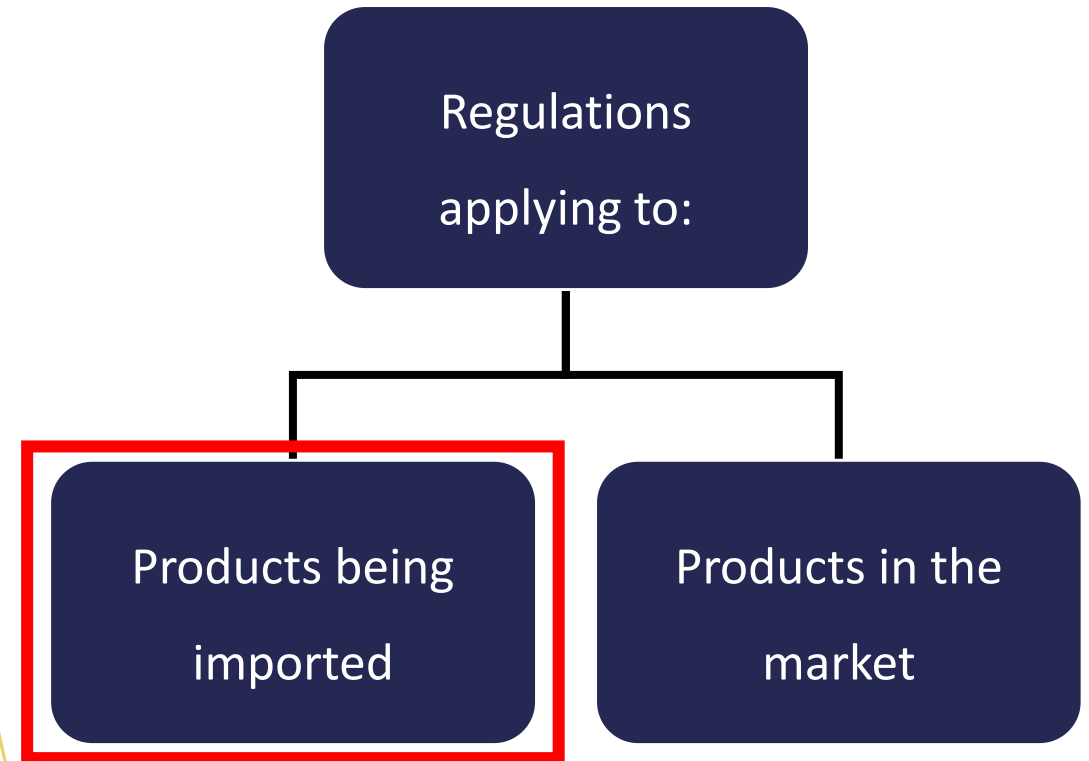 Regulations
applying to:
Products being
imported
Products in the
market